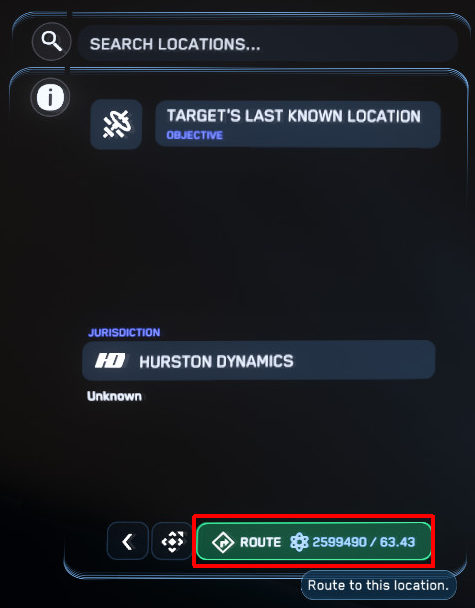 SEARCH LOCATIONS...
TARGET'S LAST KNOWN LOCATION
OBJECTIVE
JURISDICTION
HD HURSTON DYNAMICS
Unknown
ROUTE 2599490 / 63.43
Route to this location.